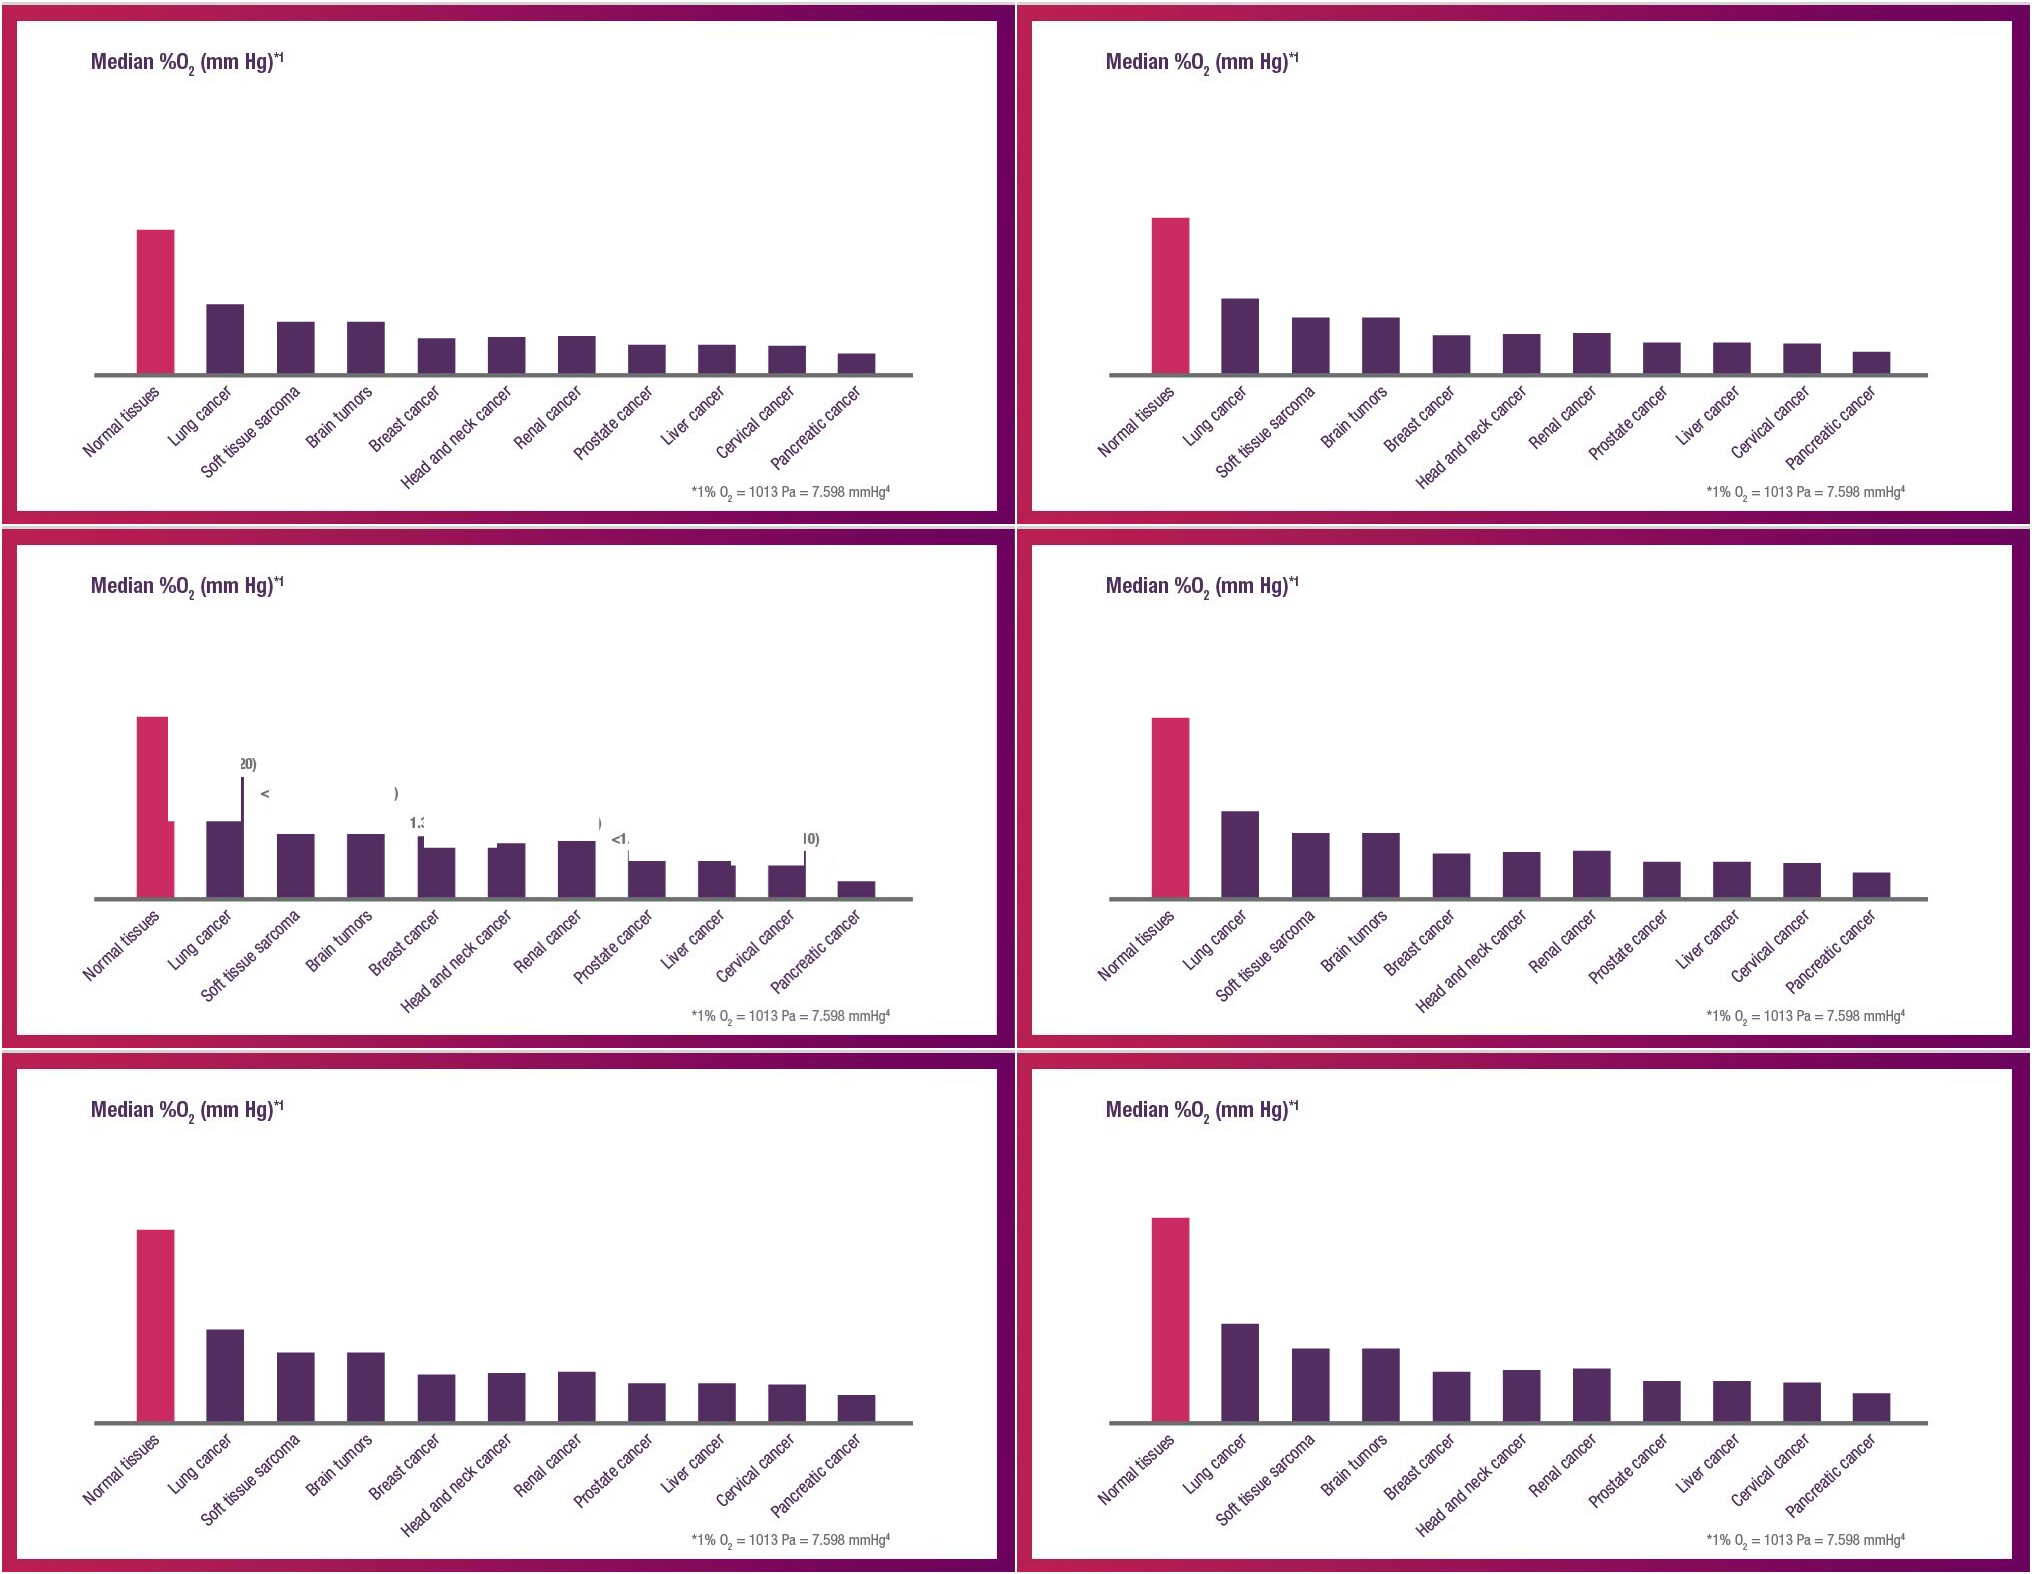 Median %O2 (mm Hg)*1
Normal tissues
Lung cancer
Soft tissue sarcoma
Brain tumors
Breast cancer
Head and neck cancer
Renal cancer
Prostate cancer
Liver cancer
Cervical cancer
Pancreatic cancer
*1% O2 = 1013 Pa = 7.598 mmHg4
Median %O2 (mm Hg)*1
Normal tissues
Lung cancer
Soft tissue sarcoma
Brain tumors
Breast cancer
Head and neck cancer
Renal cancer
Prostate cancer
Liver cancer
Cervical cancer
Pancreatic cancer
*1% O2 = 1013 Pa = 7.598 mmHg4
Median %O2 (mm Hg)*1
20)
<
)
)
Normal tissues
Lung cancer
Soft tissue sarcoma
Brain tumors
Breast cancer
Head and neck cancer
Renal cancer
Prostate cancer
Liver cancer
Cervical cancer
Pancreatic cancer
*1% O2 = 1013 Pa = 7.598 mmHg4
Median %O2 (mm Hg)*1
Normal tissues
Lung cancer
Soft tissue sarcoma
Brain tumors
Breast cancer
Head and neck cancer
Renal cancer
Prostate cancer
Liver cancer
Cervical cancer
Pancreatic cancer
*1% O2 = 1013 Pa = 7.598 mmHg4
Median %O2 (mm Hg)*1
Normal tissues
Lung cancer
Soft tissue sarcoma
Brain tumors
Breast cancer
Head and neck cancer
Renal cancer
Prostate cancer
Liver cancer
Cervical cancer
Pancreatic cancer
*1% O2 = 1013 Pa = 7.598 mmHg4
Median %O2 (mm Hg)*1
Normal tissues
Lung cancer
Soft tissue sarcoma
Brain tumors
Breast cancer
Head and neck cancer
Renal cancer
Prostate cancer
Liver cancer
Cervical cancer
Pancreatic cancer
*1% O2 = 1013 Pa = 7.598 mmHg4